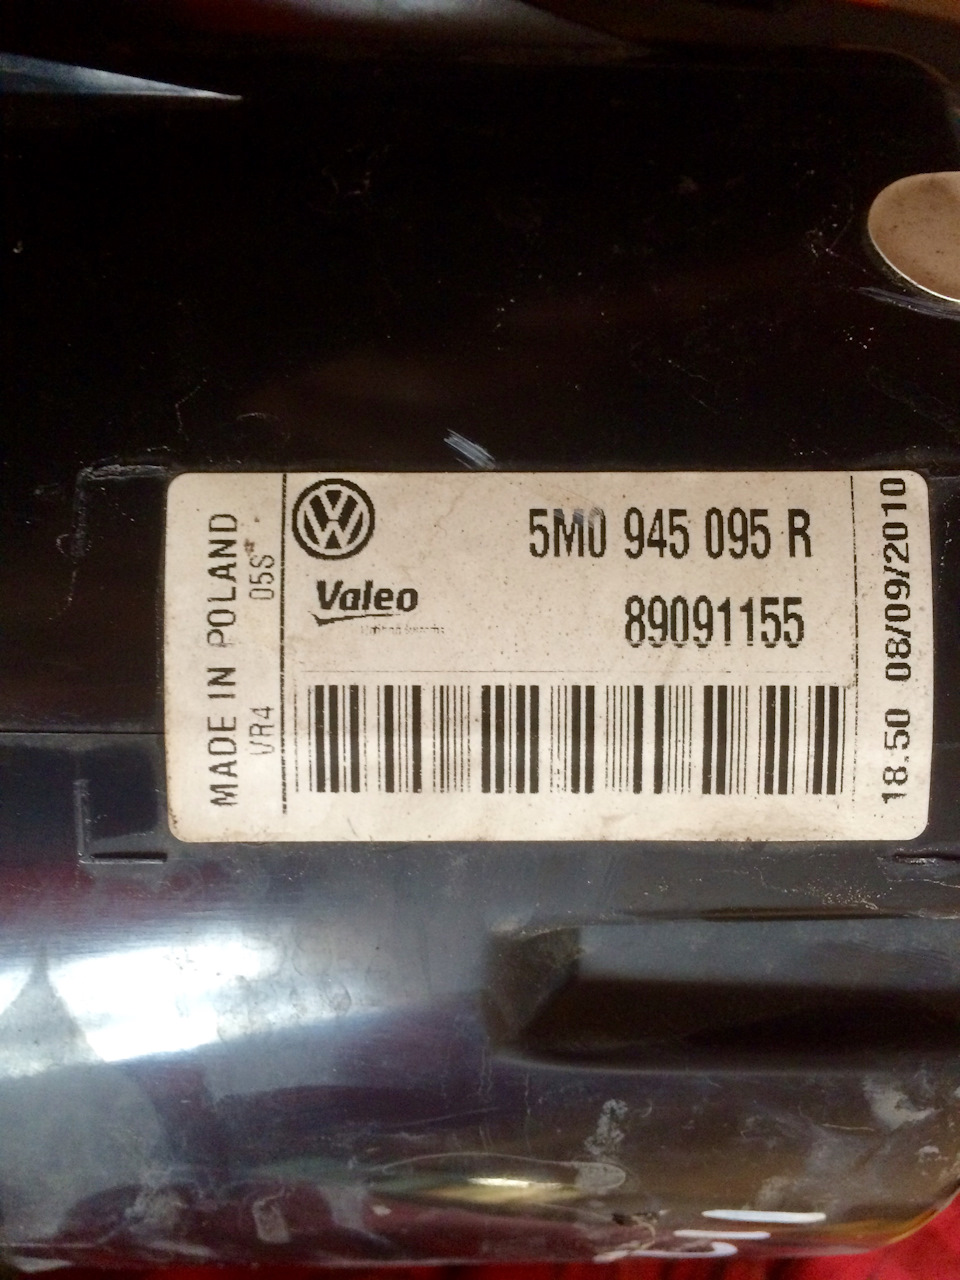 MADE IN POLAND
VR4 05S
Valeo
5M0 945 095 R
89091155
18.50 08/09/2010